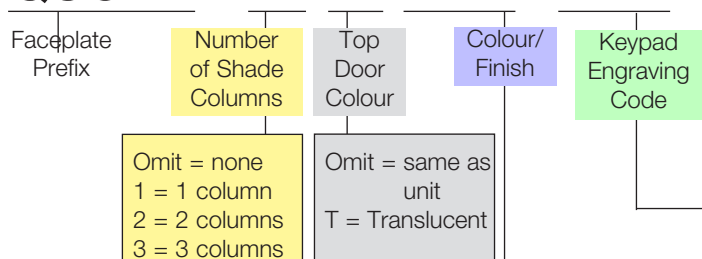 Faceplate
Prefix
Number
of Shade
Columns
Top
Door
Colour
Colour/
Finish
Keypad
Engraving
Code
Omit = none
1 = 1 column
2 = 2 columns
3 = 3 columns
Omit = same as
unit
T = Translucent